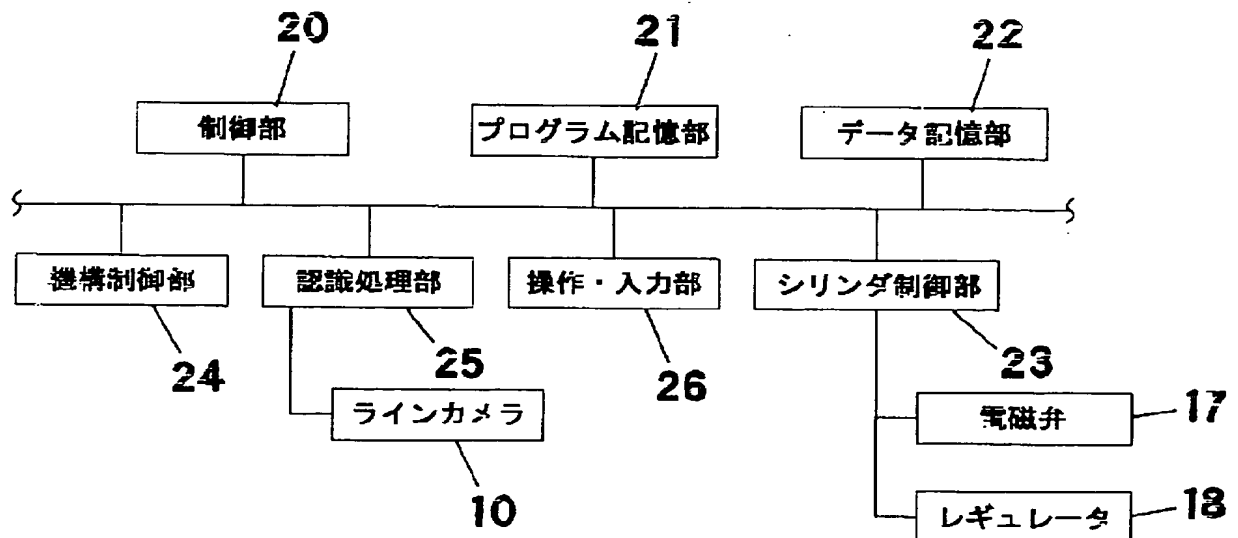 20
21
22
制御部
プログラム記憶部
データ記憶部
機構制御部
認識処理部
操作・入力部
シリンダ制御部
24
25
26
23
ラインカメラ
電磁弁
17
10
レギュレータ
18